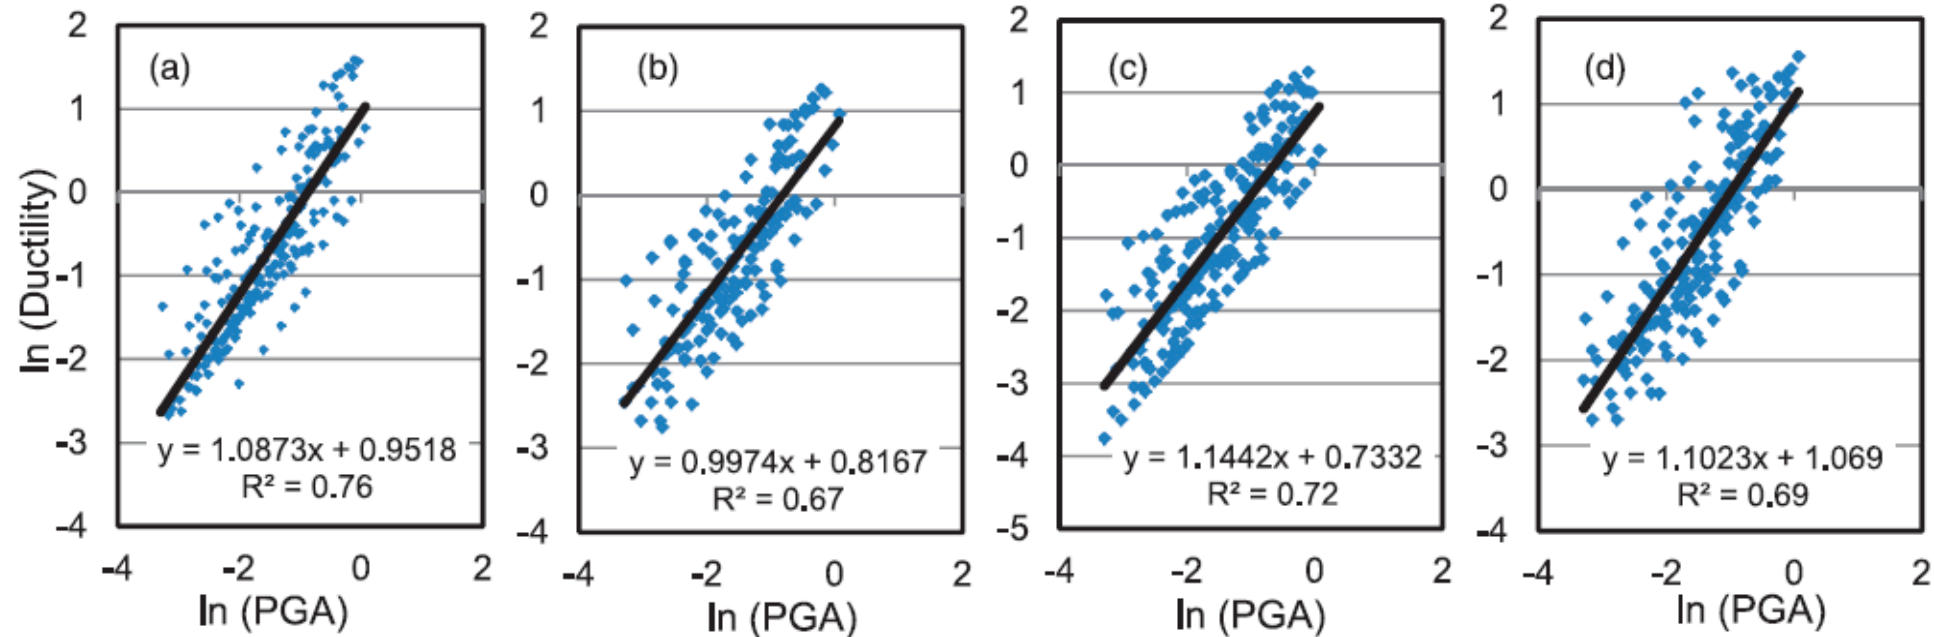 ln (Ductility)
(a)
2
1
0
-1
-2
-3
-4
y = 1.0873x + 0.9518
R² = 0.76
-4 -2 0 2
ln (PGA)
(b)
2
1
0
-1
-2
-3
-4
y = 0.9974x + 0.8167
R² = 0.67
-4 -2 0 2
ln (PGA)
(c)
2
1
0
-1
-2
-3
-4
-5
y = 1.1442x + 0.7332
R² = 0.72
-4 -2 0 2
ln (PGA)
(d)
2
1
0
-1
-2
-3
-4
y = 1.1023x + 1.069
R² = 0.69
-4 -2 0 2
ln (PGA)